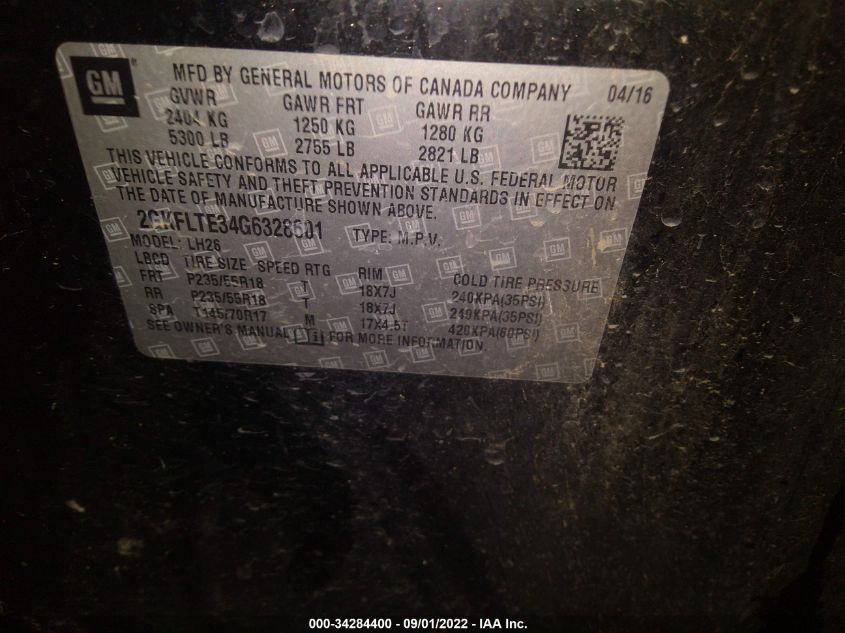 GM ® MFD BY GENERAL MOTORS OF CANADA COMPANY 04/16
GVWR GAWR FRT GAWR RR
2404 KG 1250 KG 1280 KG
5300 LB 2755 LB 2821 LB
THIS VEHICLE CONFORMS TO ALL APPLICABLE U.S. FEDERAL MOTOR
VEHICLE SAFETY AND THEFT PREVENTION STANDARDS IN EFFECT ON
THE DATE OF MANUFACTURE SHOWN ABOVE.
2GKFLTE34G6328501 TYPE: M.P.V.
MODEL: LH26
LBCD TIRE SIZE SPEED RTG RIM COLD TIRE PRESSURE
FRT P235/55R18 T 18X7J 240KPA(35PSI)
RR P235/55R18 T 18X7J 240KPA(35PSI)
SPA T145/70R17 M 17X4.5T 420KPA(60PSI)
SEE OWNER'S MANUAL FOR MORE INFORMATION.
000-34284400 - 09/01/2022 - IAA Inc.